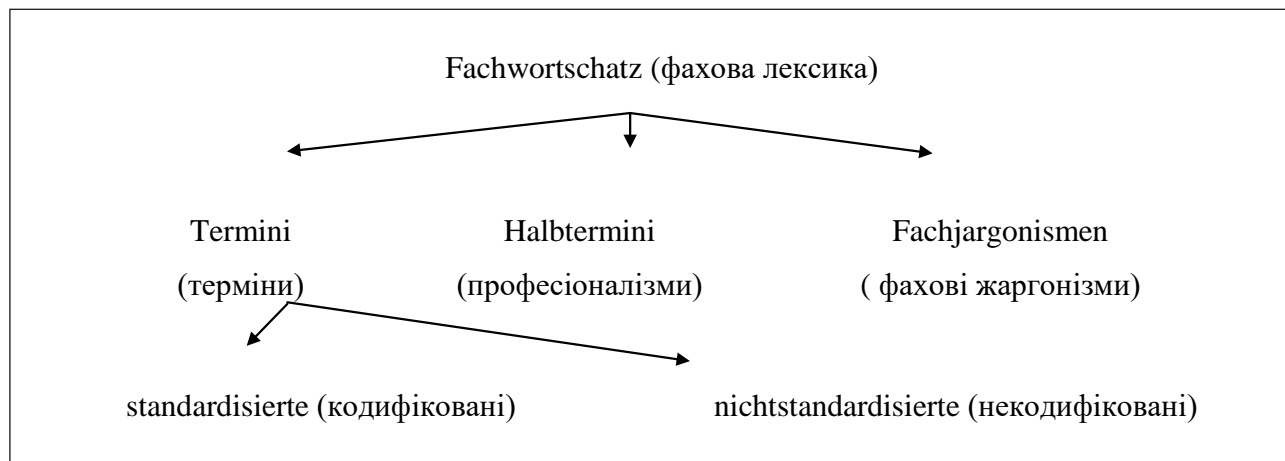 Fachwortschatz (фахова лексика)
Termini Halbtermini Fachjargonismen
(терміни) (професіоналізми) ( фахові жаргонізми)
standardisierte (кодифіковані) nichtstandardisierte (некодифіковані)